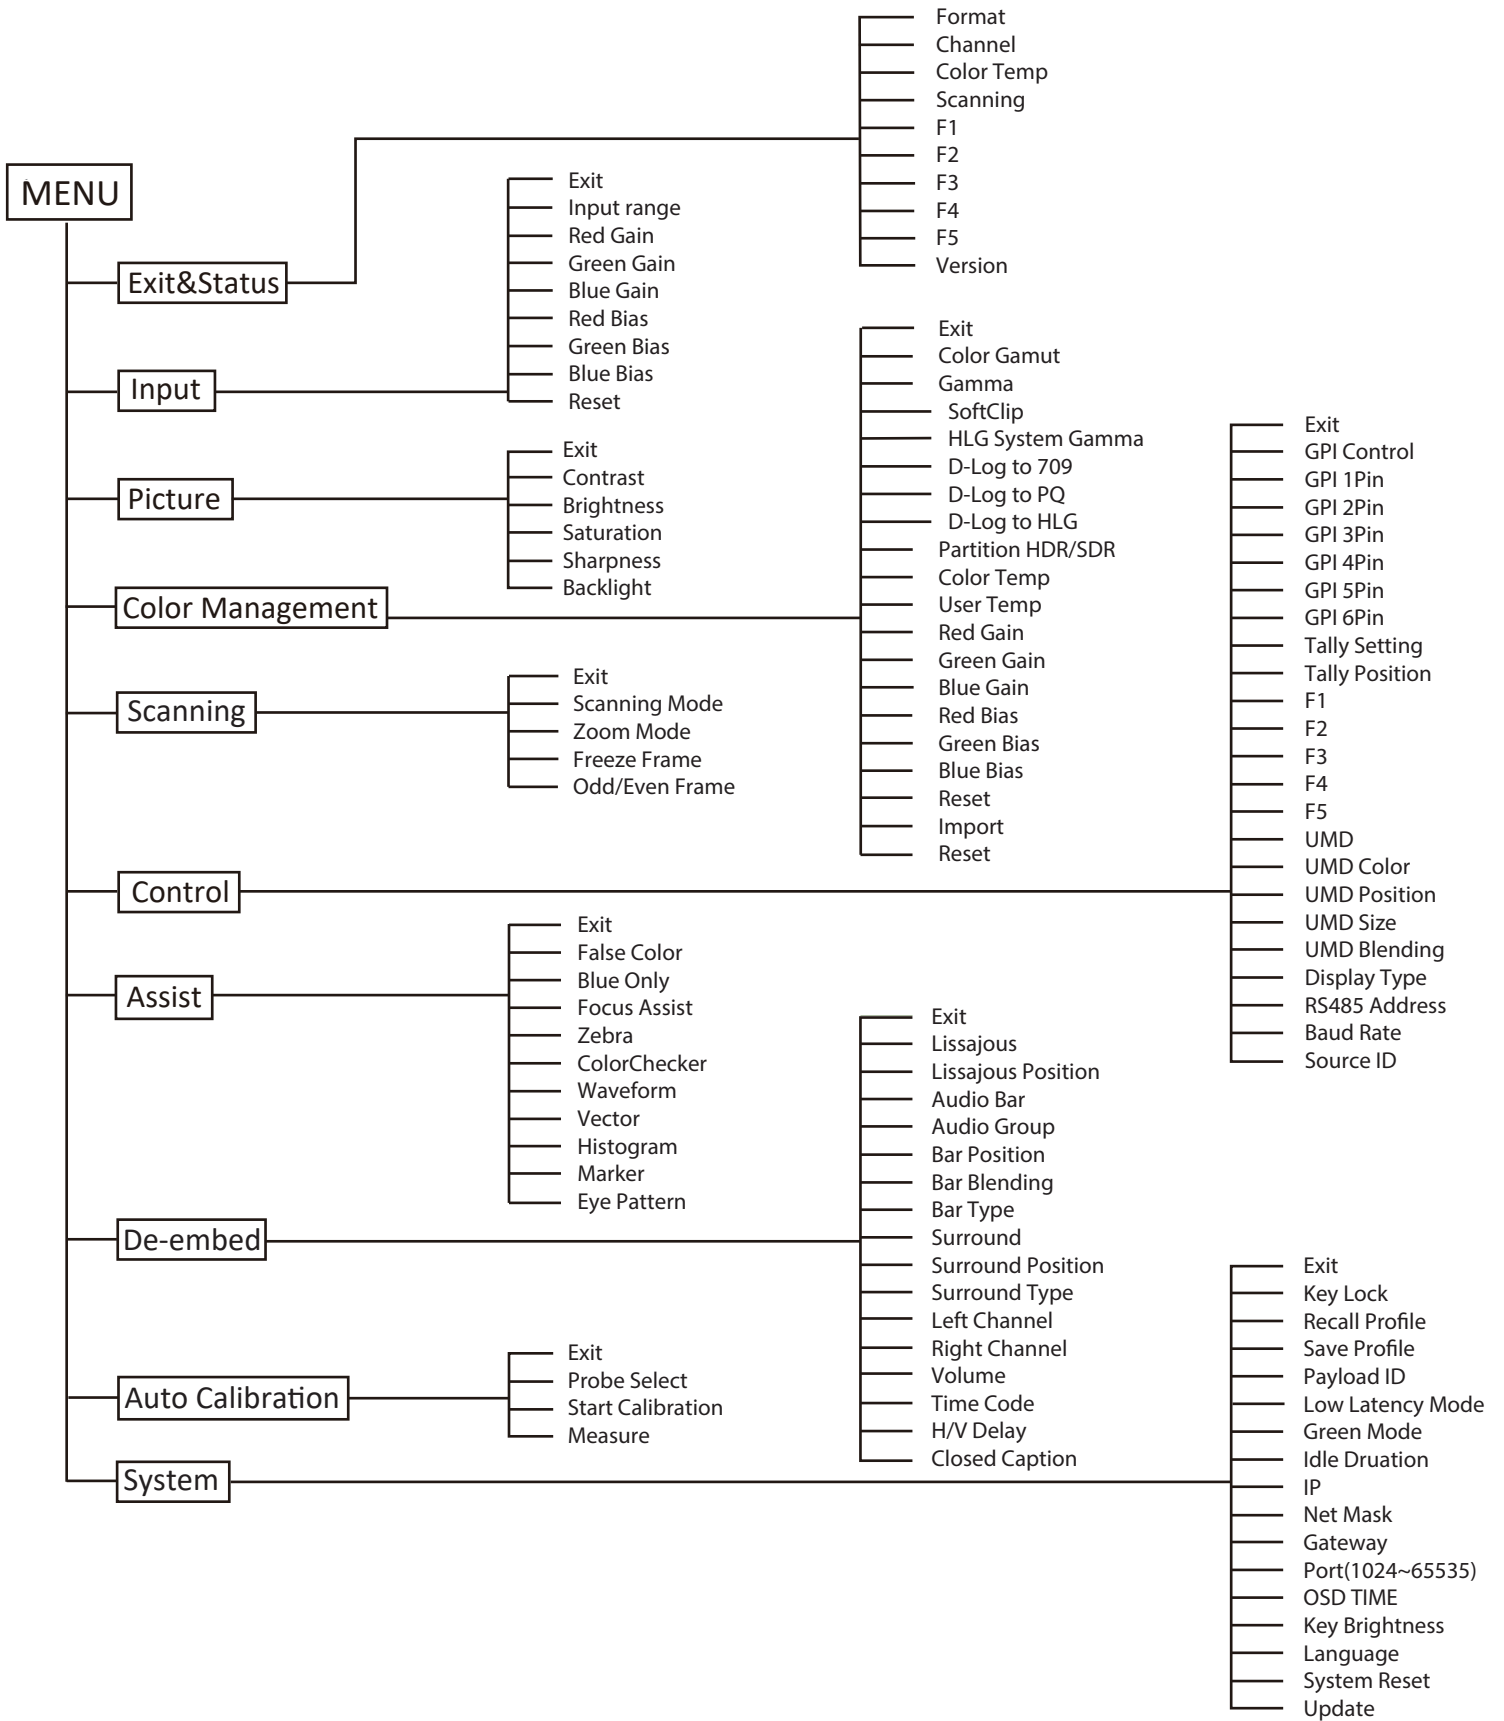 MENU
Exit&Status
Format
Channel
Color Temp
Scanning
F1
F2
F3
F4
F5
Version
Input
Exit
Input range
Red Gain
Green Gain
Blue Gain
Red Bias
Green Bias
Blue Bias
Reset
Picture
Exit
Contrast
Brightness
Saturation
Sharpness
Backlight
Color Management
Exit
Color Gamut
Gamma
SoftClip
HLG System Gamma
D-Log to 709
D-Log to PQ
D-Log to HLG
Partition HDR/SDR
Color Temp
User Temp
Red Gain
Green Gain
Blue Gain
Red Bias
Green Bias
Blue Bias
Reset
Import
Reset
Scanning
Exit
Scanning Mode
Zoom Mode
Freeze Frame
Odd/Even Frame
Control
Exit
GPI Control
GPI 1Pin
GPI 2Pin
GPI 3Pin
GPI 4Pin
GPI 5Pin
GPI 6Pin
Tally Setting
Tally Position
F1
F2
F3
F4
F5
UMD
UMD Color
UMD Position
UMD Size
UMD Blending
Display Type
RS485 Address
Baud Rate
Source ID
Assist
Exit
False Color
Blue Only
Focus Assist
Zebra
ColorChecker
Waveform
Vector
Histogram
Marker
Eye Pattern
De-embed
Exit
Lissajous
Lissajous Position
Audio Bar
Audio Group
Bar Position
Bar Blending
Bar Type
Surround
Surround Position
Surround Type
Left Channel
Right Channel
Volume
Time Code
H/V Delay
Closed Caption
Auto Calibration
Exit
Probe Select
Start Calibration
Measure
System
Exit
Key Lock
Recall Profile
Save Profile
Payload ID
Low Latency Mode
Green Mode
Idle Druation
IP
Net Mask
Gateway
Port(1024~65535)
OSD TIME
Key Brightness
Language
System Reset
Update